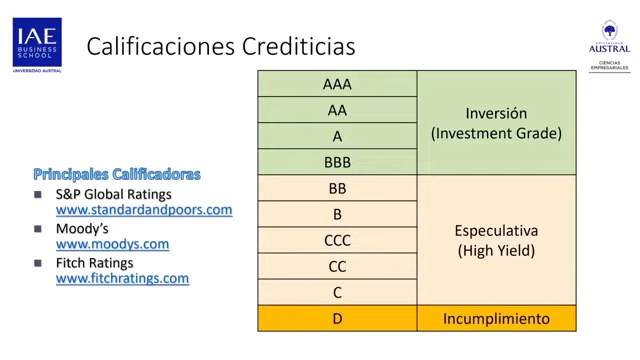 IAE
BUSINESS
SCHOOL
UNIVERSIDAD AUSTRAL
Calificaciones Crediticias
UNIVERSIDAD
AUSTRAL
CIENCIAS
EMPRESARIALES
Principales Calificadoras
S&P Global Ratings
www.standardandpoors.com
Moody's
www.moodys.com
Fitch Ratings
www.fitchratings.com
AAA
AA
A
BBB
Inversión
(Investment Grade)
BB
B
CCC
CC
C
Especulativa
(High Yield)
D
Incumplimiento